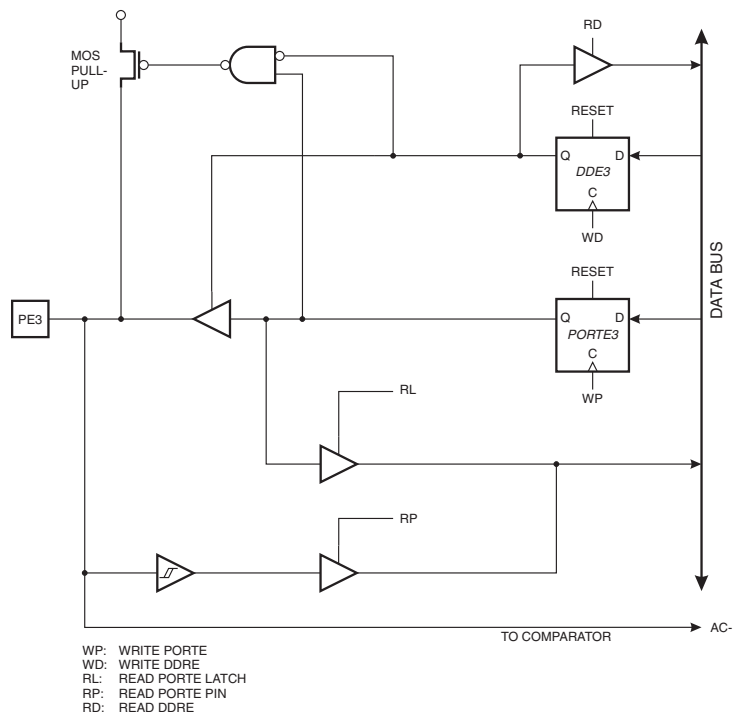 RD
MOS
PULL-
UP
RESET
Q
D
DDE3
C
WD
DATA BUS
RESET
PE3
Q
D
PORTE3
C
WP
RL
RP
TO COMPARATOR
AC-
WP: WRITE PORTE
WD: WRITE DDRE
RL: READ PORTE LATCH
RP: READ PORTE PIN
RD: READ DDRE